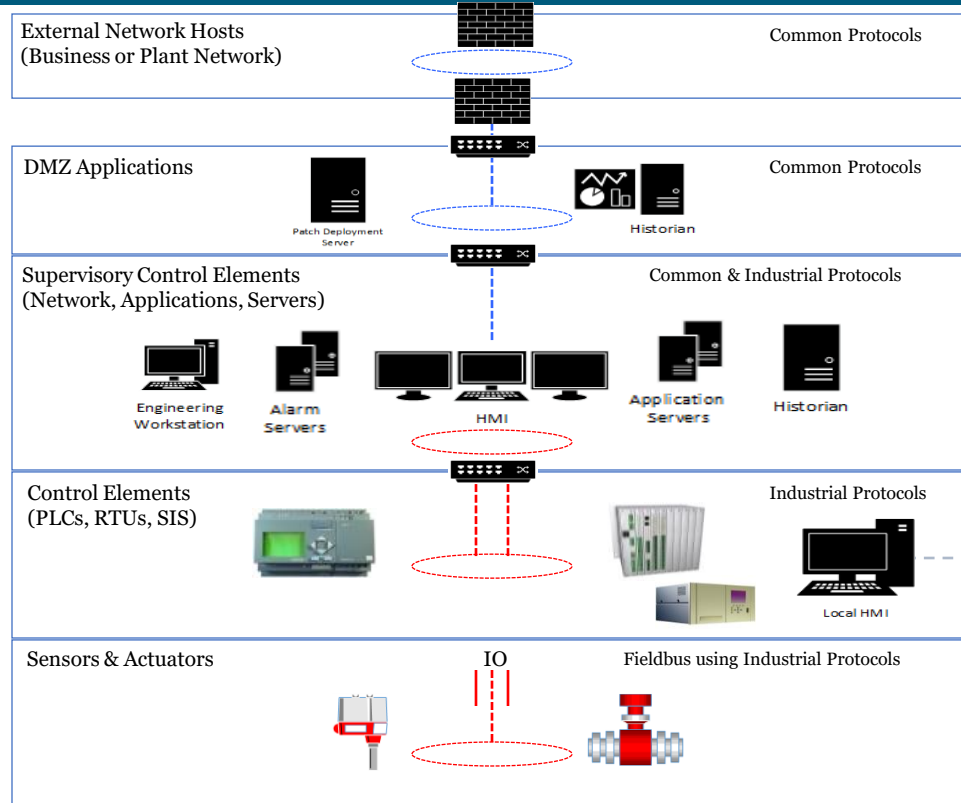 External Network Hosts
(Business or Plant Network)
Common Protocols
DMZ Applications
Common Protocols
Patch Deployment
Server
Historian
Supervisory Control Elements
(Network, Applications, Servers)
Common & Industrial Protocols
Engineering
Workstation
Alarm
Servers
HMI
Application
Servers
Historian
Control Elements
(PLCs, RTUs, SIS)
Industrial Protocols
Local HMI
Sensors & Actuators
IO
Fieldbus using Industrial Protocols